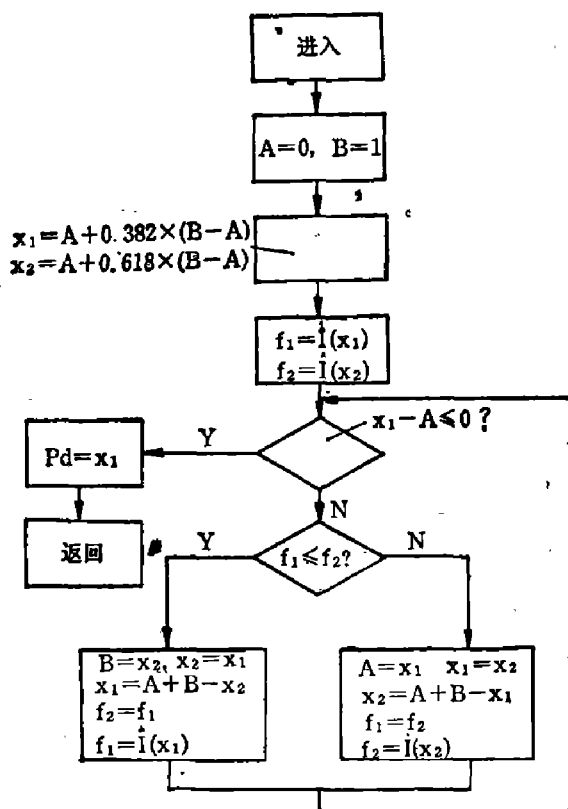 进入
A=0, B=1
x₁=A+0.382×(B-A)
x₂=A+0.618×(B-A)
f₁=İ(x₁)
f₂=İ(x₂)
x₁-A≤0?
Y
Pd=x₁
N
返回
Y
f₁≤f₂?
N
B=x₂, x₂=x₁
x₁=A+B-x₂
f₂=f₁
f₁=İ(x₁)
A=x₁ x₁=x₂
x₂=A+B-x₁
f₁=f₂
f₂=İ(x₂)